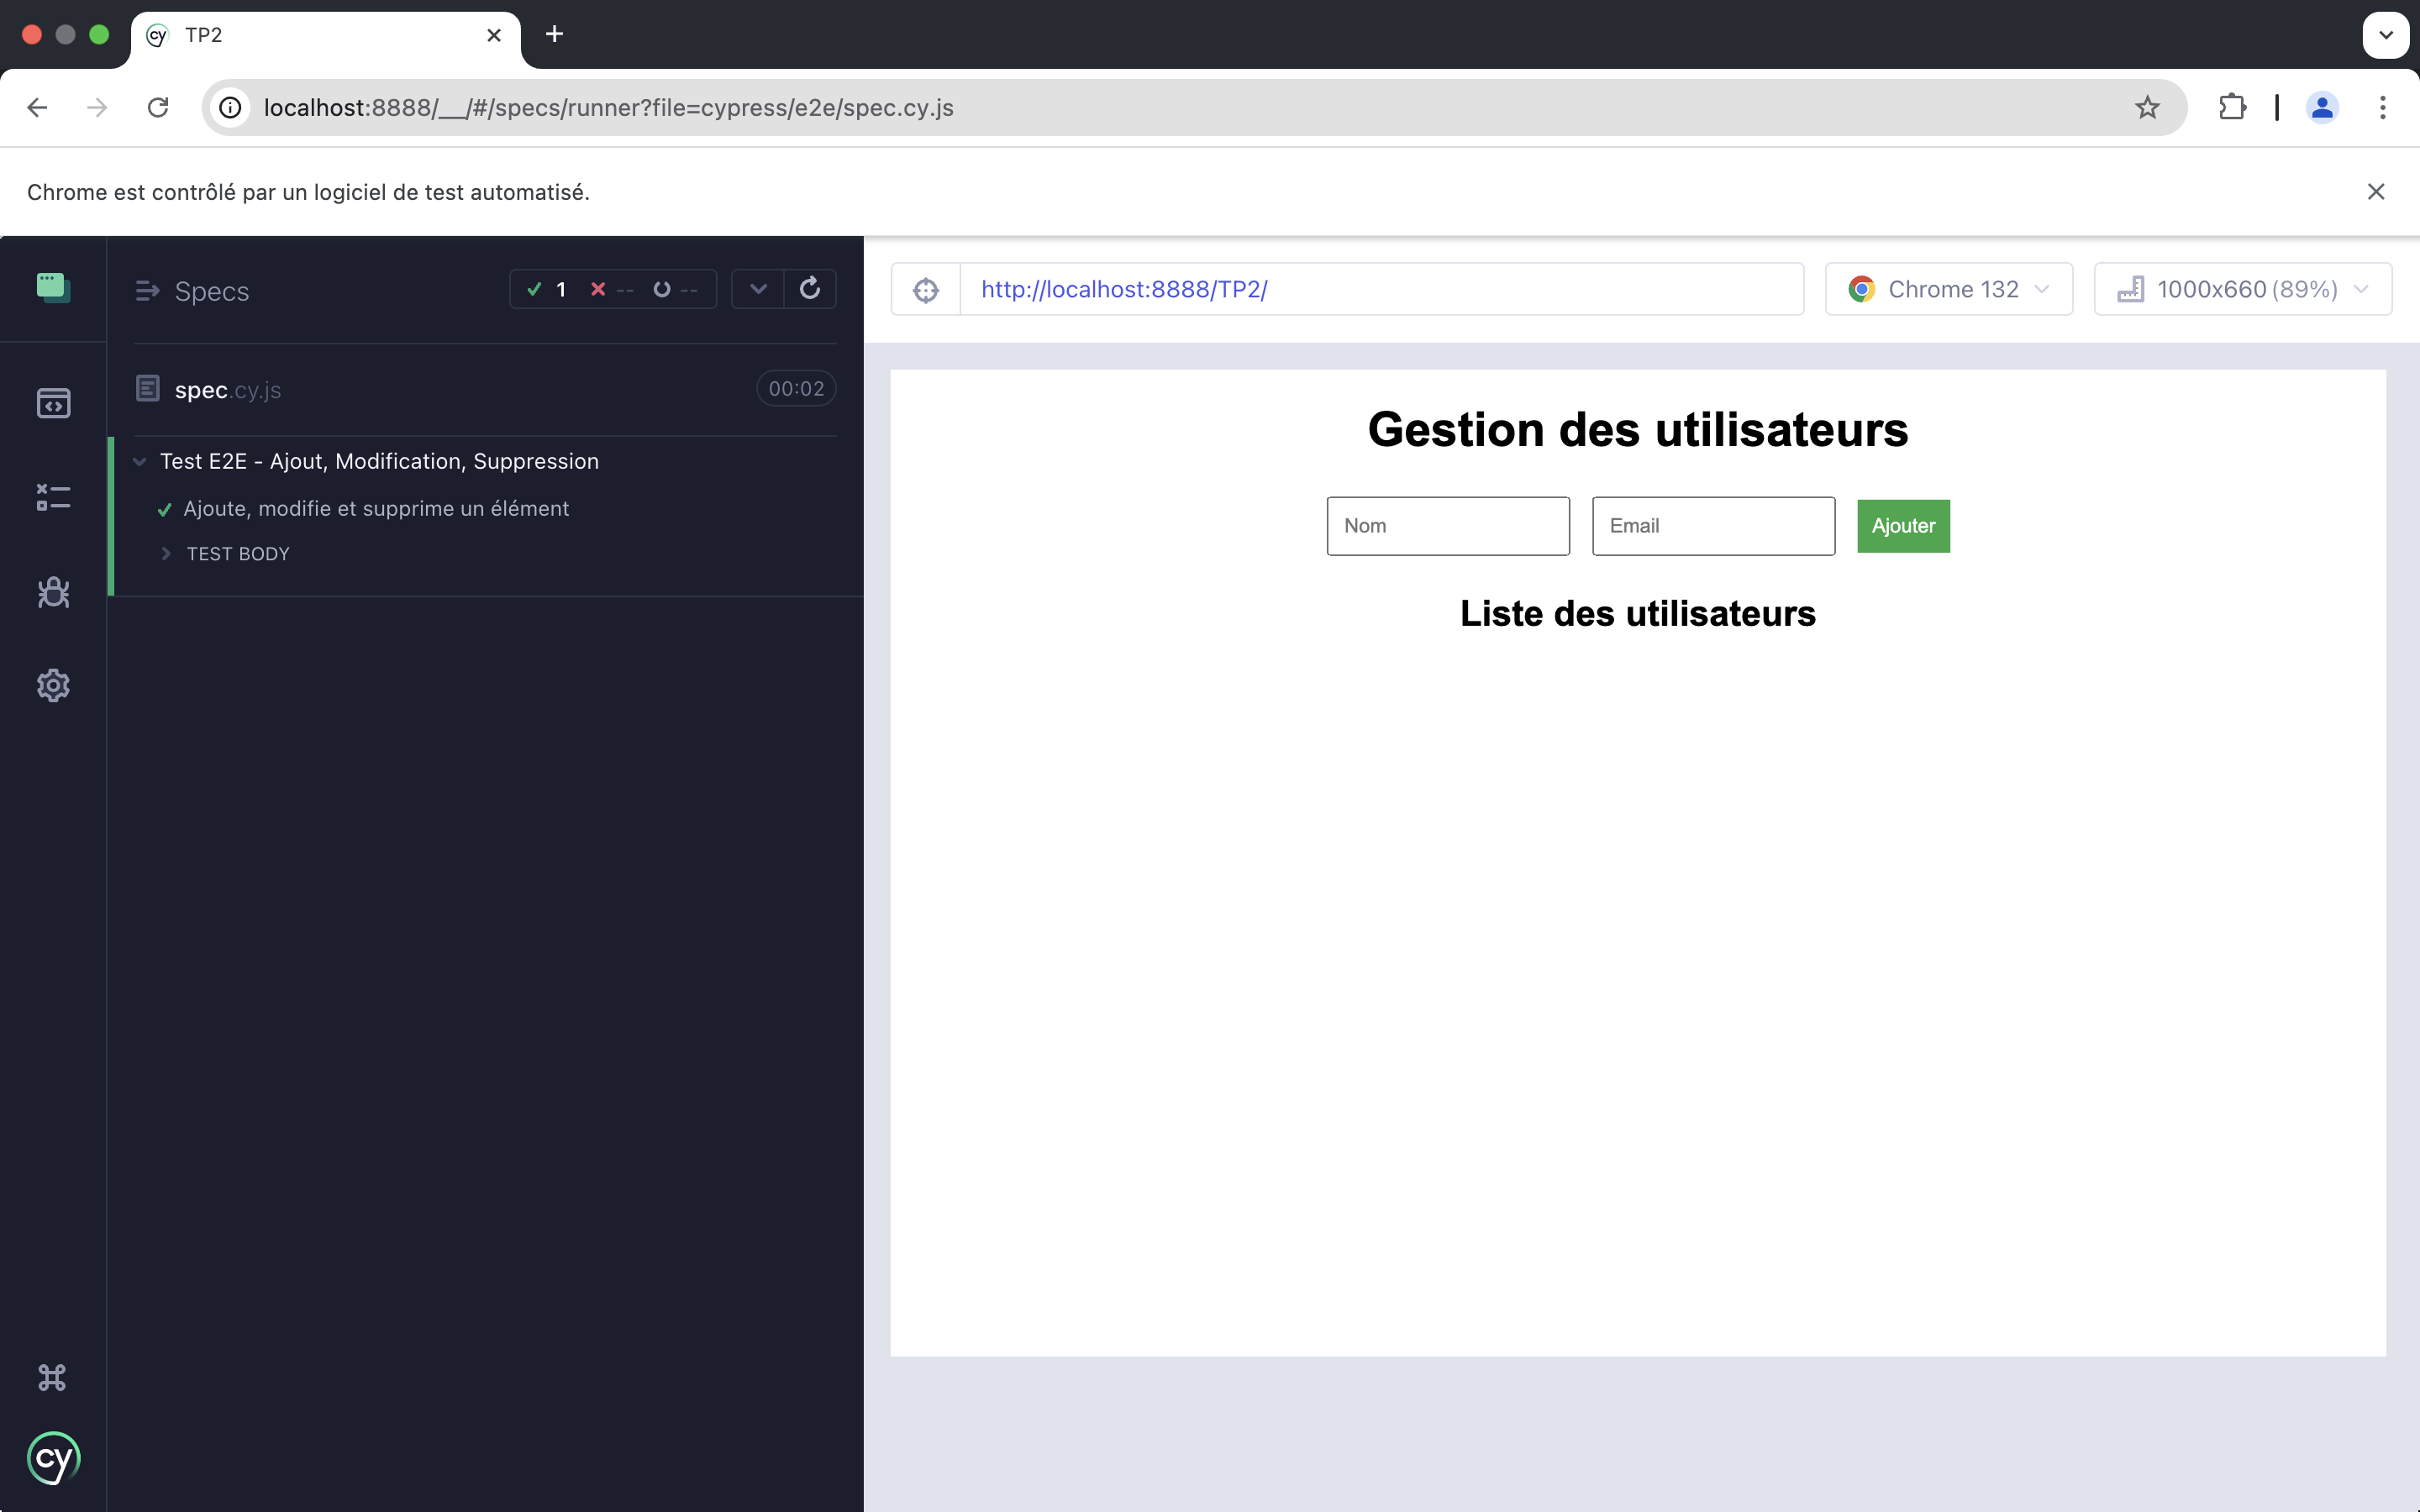 TP2
localhost:8888/__/#/specs/runner?file=cypress/e2e/spec.cy.js
Chrome est contrôlé par un logiciel de test automatisé.
Specs
1 -- --
spec.cy.js
00:02
Test E2E - Ajout, Modification, Suppression
Ajoute, modifie et supprime un élément
TEST BODY
cy
http://localhost:8888/TP2/
Chrome 132
1000x660 (89%)
Gestion des utilisateurs
Nom
Email
Ajouter
Liste des utilisateurs